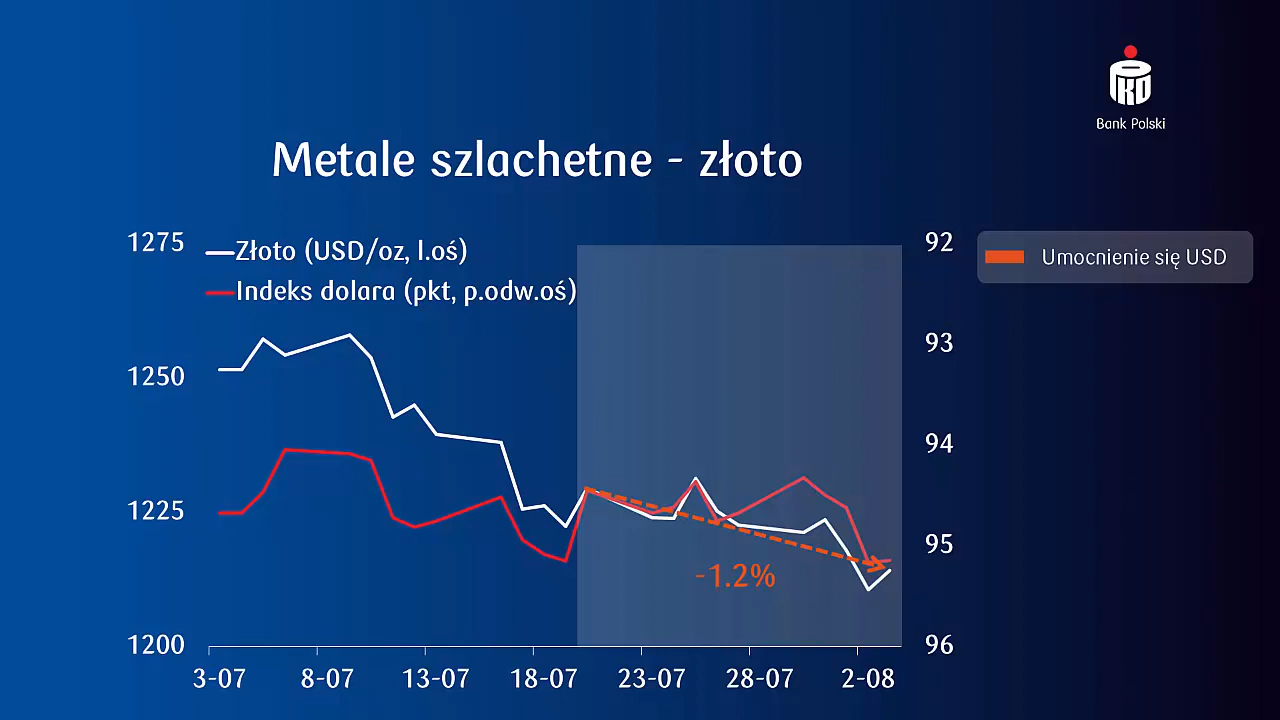 PKO
Bank Polski
Metale szlachetne - złoto
1275
1250
1225
1200
Złoto (USD/oz, l.oś)
Indeks dolara (pkt, p.odw.oś)
92
93
94
95
96
Umocnienie się USD
-1.2%
3-07 8-07 13-07 18-07 23-07 28-07 2-08